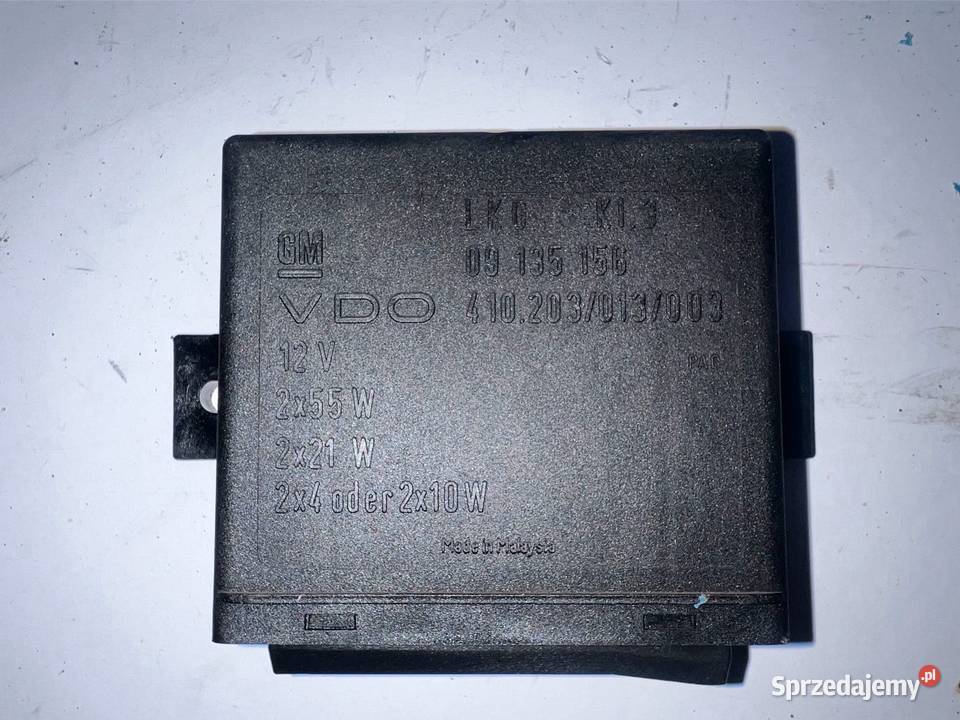 LKO K1.3
GM
09 135 156
VDO 410.203/013/003
12 V
2x55 W
2x21 W
2x4 oder 2x10W
Made in Malaysia
Sprzedajemy.pl